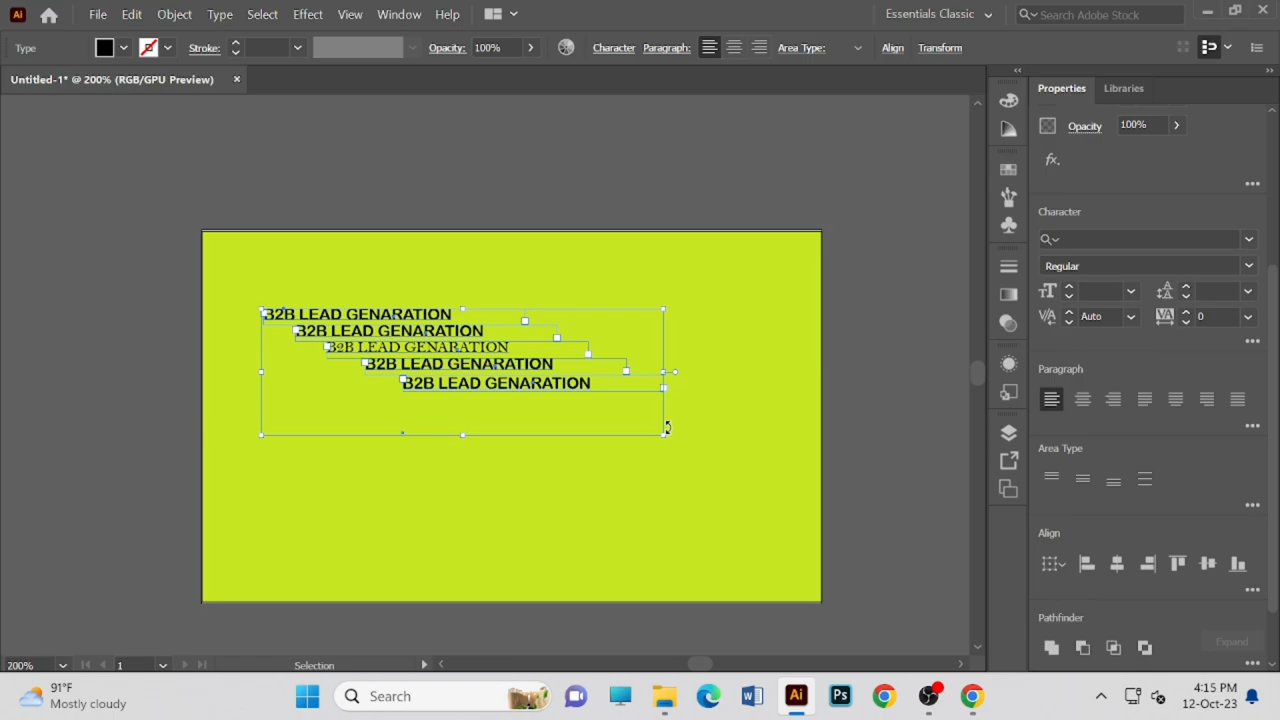 Ai File Edit Object Type Select Effect View Window Help Essentials Classic Search Adobe Stock
Type Stroke: Opacity: 100% Character Paragraph: Area Type: Align Transform
Untitled-1* @ 200% (RGB/GPU Preview) ×
Properties Libraries
Opacity 100%
fx.
Character
Regular
Auto 0
Paragraph
Area Type
Align
Pathfinder
Expand
B2B LEAD GENARATION
B2B LEAD GENARATION
B2B LEAD GENARATION
B2B LEAD GENARATION
B2B LEAD GENARATION
200% 1 Selection
91°F
Mostly cloudy
Search
W Ai Ps
4:15 PM
12-Oct-23